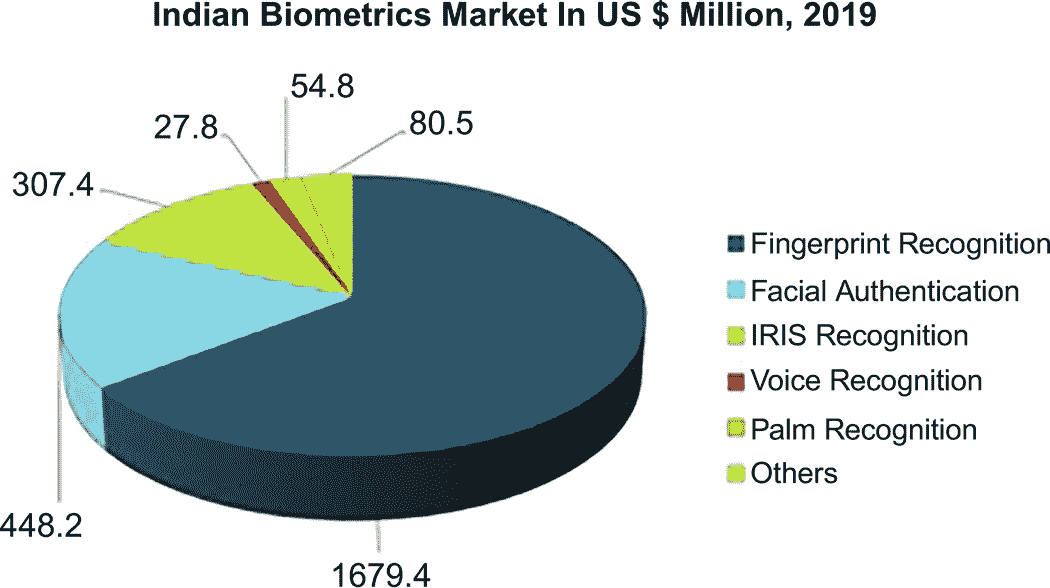 Indian Biometrics Market In US $ Million, 2019
54.8
80.5
27.8
307.4
448.2
1679.4
Fingerprint Recognition
Facial Authentication
IRIS Recognition
Voice Recognition
Palm Recognition
Others